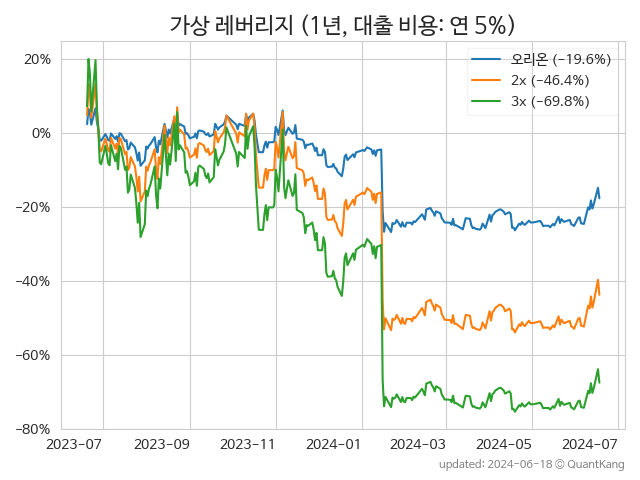 가상 레버리지 (1년, 대출 비용: 연 5%)
오리온 (−19.6%)
2x (−46.4%)
3x (−69.8%)
20%
0%
−20%
−40%
−60%
−80%
2023-07 2023-09 2023-11 2024-01 2024-03 2024-05 2024-07
updated: 2024-06-18 © QuantKang